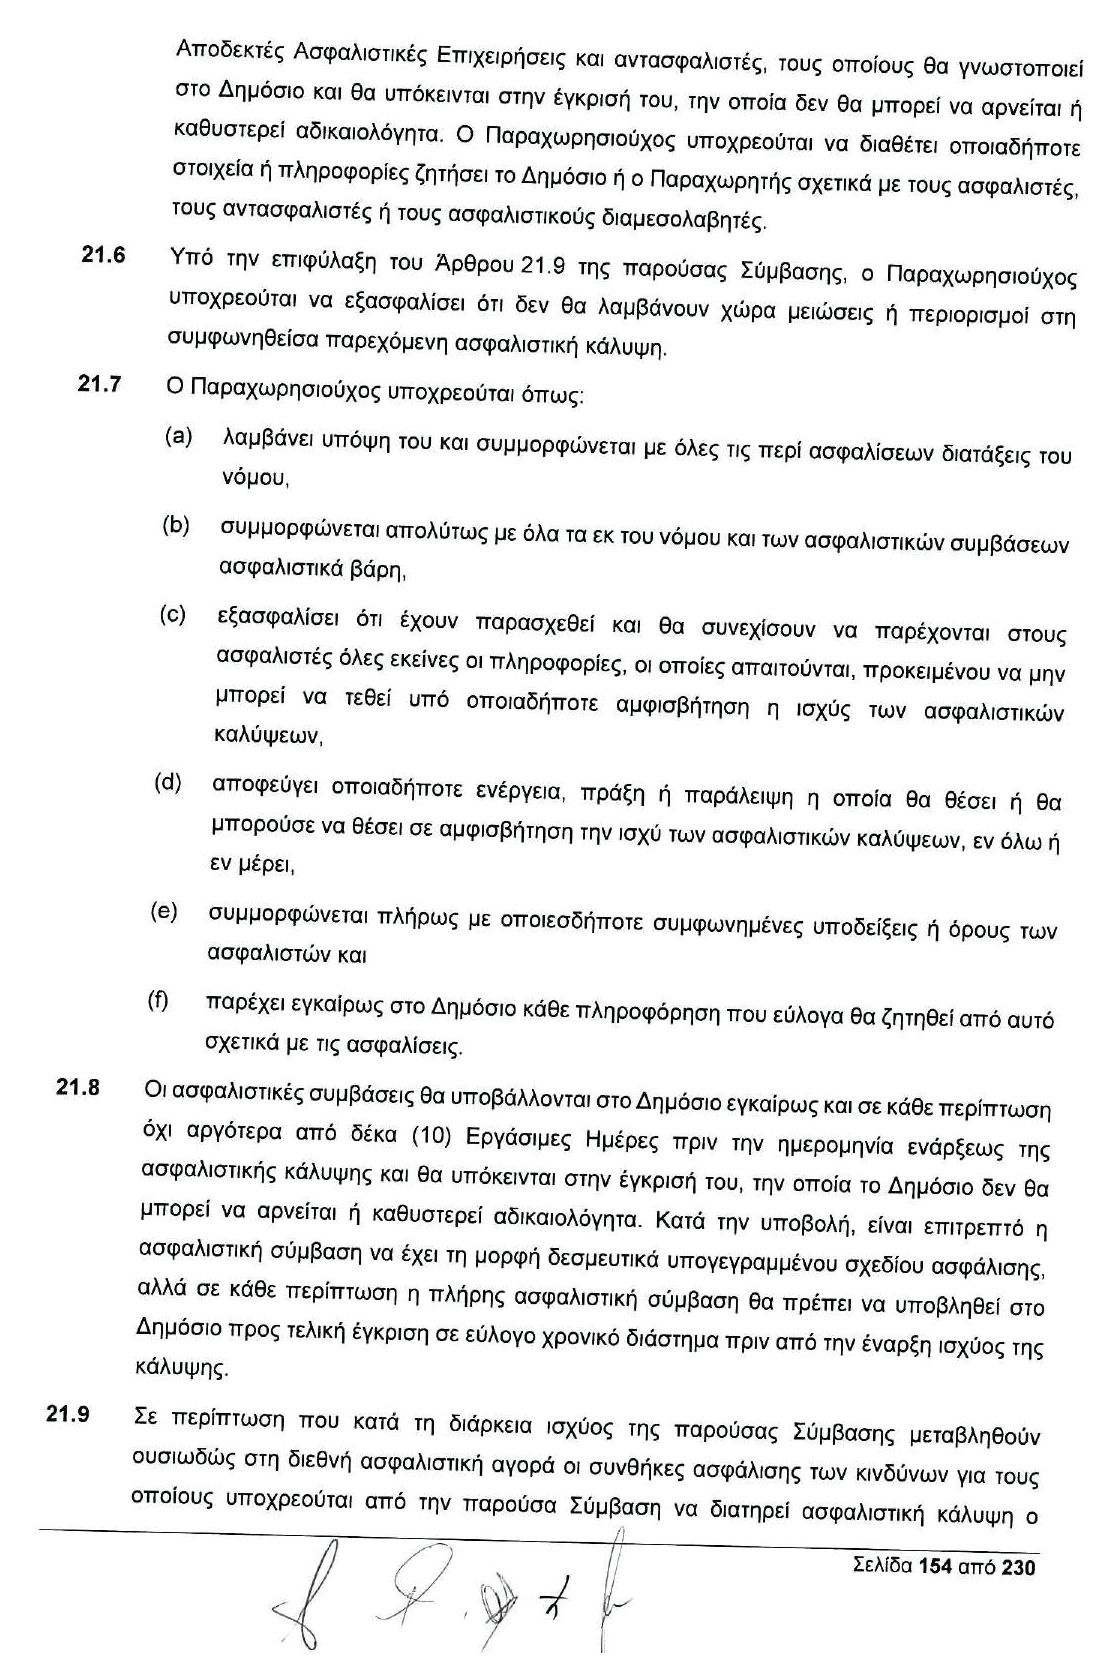 Αποδεκτές Ασφαλιστικές Επιχειρήσεις και αντασφαλιστές, τους οποίους θα γνωστοποιεί
στο Δημόσιο και θα υπόκεινται στην έγκρισή του, την οποία δεν θα μπορεί να αρνείται ή
καθυστερεί αδικαιολόγητα. Ο Παραχωρησιούχος υποχρεούται να διαθέτει οποιαδήποτε
στοιχεία ή πληροφορίες ζητήσει το Δημόσιο ή ο Παραχωρητής σχετικά με τους ασφαλιστές,
τους αντασφαλιστές ή τους ασφαλιστικούς διαμεσολαβητές.
21.6 Υπό την επιφύλαξη του Άρθρου 21.9 της παρούσας Σύμβασης, ο Παραχωρησιούχος
υποχρεούται να εξασφαλίσει ότι δεν θα λαμβάνουν χώρα μειώσεις ή περιορισμοί στη
συμφωνηθείσα παρεχόμενη ασφαλιστική κάλυψη.
21.7 Ο Παραχωρησιούχος υποχρεούται όπως:
(a) λαμβάνει υπόψη του και συμμορφώνεται με όλες τις περί ασφαλίσεων διατάξεις του
νόμου,
(b) συμμορφώνεται απολύτως με όλα τα εκ του νόμου και των ασφαλιστικών συμβάσεων
ασφαλιστικά βάρη,
(c) εξασφαλίσει ότι έχουν παρασχεθεί και θα συνεχίσουν να παρέχονται στους
ασφαλιστές όλες εκείνες οι πληροφορίες, οι οποίες απαιτούνται, προκειμένου να μην
μπορεί να τεθεί υπό οποιαδήποτε αμφισβήτηση η ισχύς των ασφαλιστικών
καλύψεων,
(d) αποφεύγει οποιαδήποτε ενέργεια, πράξη ή παράλειψη η οποία θα θέσει ή θα
μπορούσε να θέσει σε αμφισβήτηση την ισχύ των ασφαλιστικών καλύψεων, εν όλω ή
εν μέρει,
(e) συμμορφώνεται πλήρως με οποιεσδήποτε συμφωνημένες υποδείξεις ή όρους των
ασφαλιστών και
(f) παρέχει εγκαίρως στο Δημόσιο κάθε πληροφόρηση που εύλογα θα ζητηθεί από αυτό
σχετικά με τις ασφαλίσεις.
21.8 Οι ασφαλιστικές συμβάσεις θα υποβάλλονται στο Δημόσιο εγκαίρως και σε κάθε περίπτωση
όχι αργότερα από δέκα (10) Εργάσιμες Ημέρες πριν την ημερομηνία ενάρξεως της
ασφαλιστικής κάλυψης και θα υπόκεινται στην έγκρισή του, την οποία το Δημόσιο δεν θα
μπορεί να αρνείται ή καθυστερεί αδικαιολόγητα. Κατά την υποβολή, είναι επιτρεπτό η
ασφαλιστική σύμβαση να έχει τη μορφή δεσμευτικά υπογεγραμμένου σχεδίου ασφάλισης,
αλλά σε κάθε περίπτωση η πλήρης ασφαλιστική σύμβαση θα πρέπει να υποβληθεί στο
Δημόσιο προς τελική έγκριση σε εύλογο χρονικό διάστημα πριν από την έναρξη ισχύος της
κάλυψης.
21.9 Σε περίπτωση που κατά τη διάρκεια ισχύος της παρούσας Σύμβασης μεταβληθούν
ουσιωδώς στη διεθνή ασφαλιστική αγορά οι συνθήκες ασφάλισης των κινδύνων για τους
οποίους υποχρεούται από την παρούσα Σύμβαση να διατηρεί ασφαλιστική κάλυψη ο
Σελίδα 154 από 230